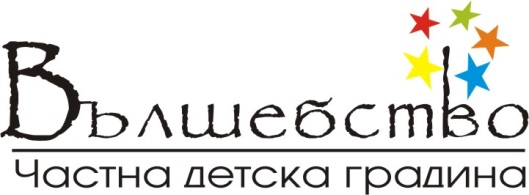 Вълшебство
Частна детска градина